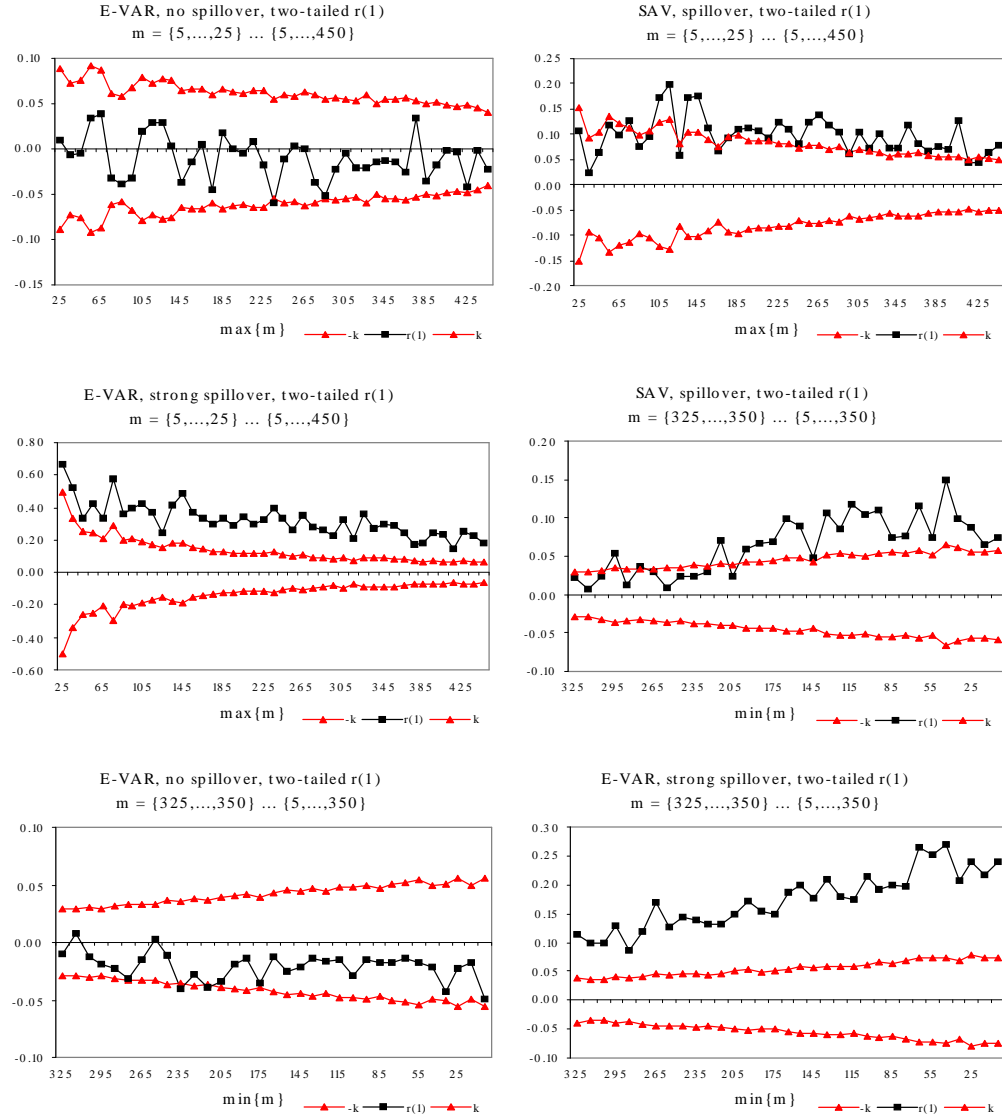 E-VAR, no spillover, two-tailed r(1)
m = {5,...,25} ... {5,...,450}
0.10
0.05
0.00
-0.05
-0.10
-0.15
25 65 105 145 185 225 265 305 345 385 425
max{m}
-k r(1) k
SAV, spillover, two-tailed r(1)
m = {5,...,25} ... {5,...,450}
0.25
0.20
0.15
0.10
0.05
0.00
-0.05
-0.10
-0.15
-0.20
25 65 105 145 185 225 265 305 345 385 425
max{m}
-k r(1) k
E-VAR, strong spillover, two-tailed r(1)
m = {5,...,25} ... {5,...,450}
0.80
0.60
0.40
0.20
0.00
-0.20
-0.40
-0.60
25 65 105 145 185 225 265 305 345 385 425
max{m}
-k r(1) k
SAV, spillover, two-tailed r(1)
m = {325,...,350} ... {5,...,350}
0.20
0.15
0.10
0.05
0.00
-0.05
-0.10
325 295 265 235 205 175 145 115 85 55 25
min{m}
-k r(1) k
E-VAR, no spillover, two-tailed r(1)
m = {325,...,350} ... {5,...,350}
0.10
0.05
0.00
-0.05
-0.10
325 295 265 235 205 175 145 115 85 55 25
min{m}
-k r(1) k
E-VAR, strong spillover, two-tailed r(1)
m = {325,...,350} ... {5,...,350}
0.30
0.25
0.20
0.15
0.10
0.05
0.00
-0.05
-0.10
325 295 265 235 205 175 145 115 85 55 25
min{m}
-k r(1) k